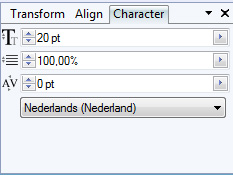 Transform Align Character
20 pt
100,00%
0 pt
Nederlands (Nederland)